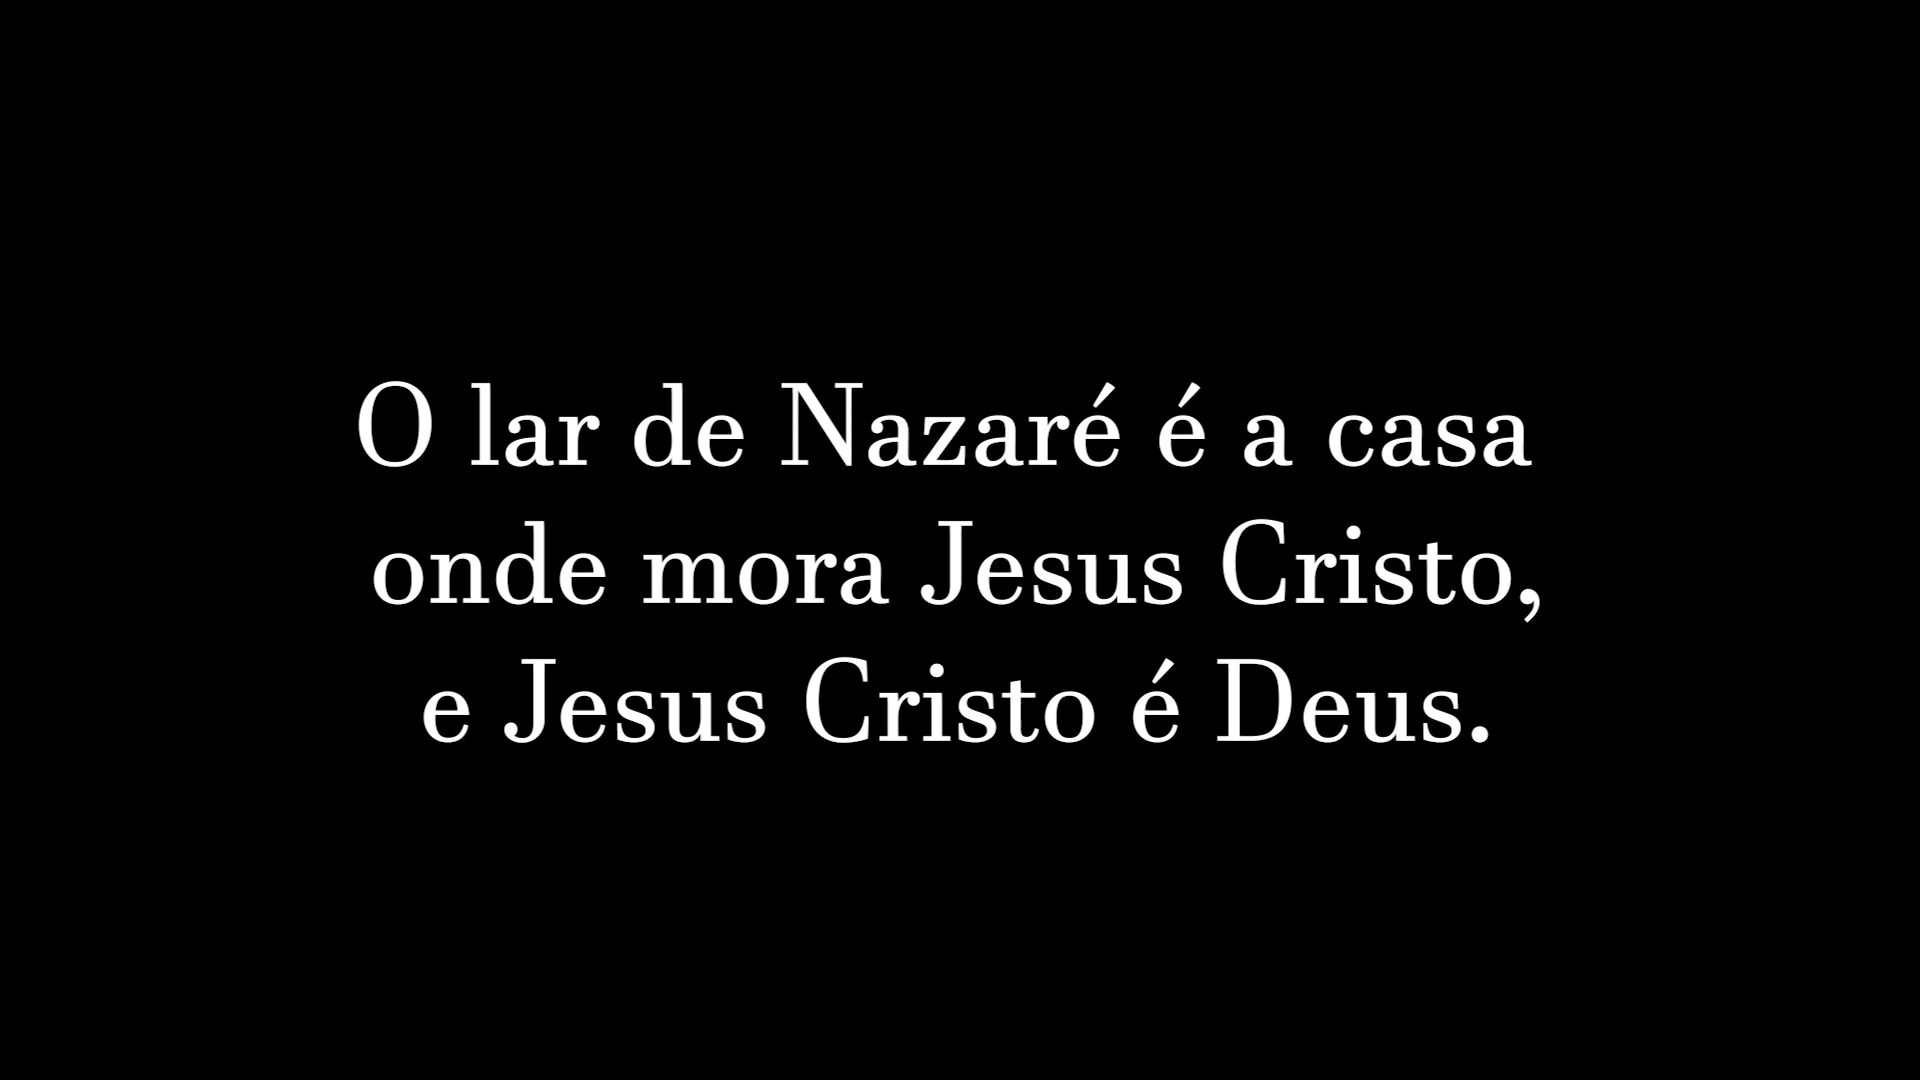 O lar de Nazaré é a casa
onde mora Jesus Cristo,
e Jesus Cristo é Deus.